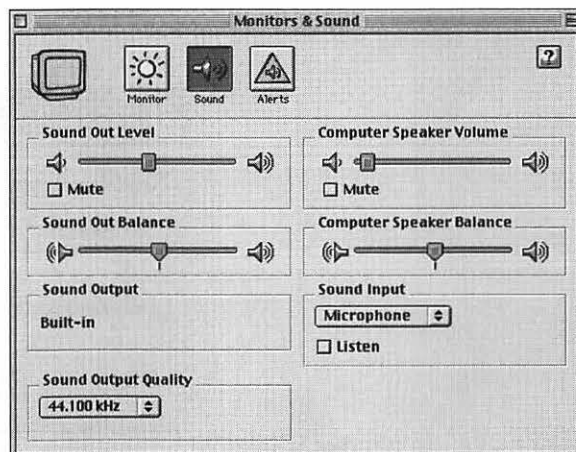 Monitors & Sound
?
Monitor
Sound
Alerts
Sound Out Level
Mute
Computer Speaker Volume
Mute
Sound Out Balance
Computer Speaker Balance
Sound Output
Built-in
Sound Input
Microphone
Listen
Sound Output Quality
44.100 kHz